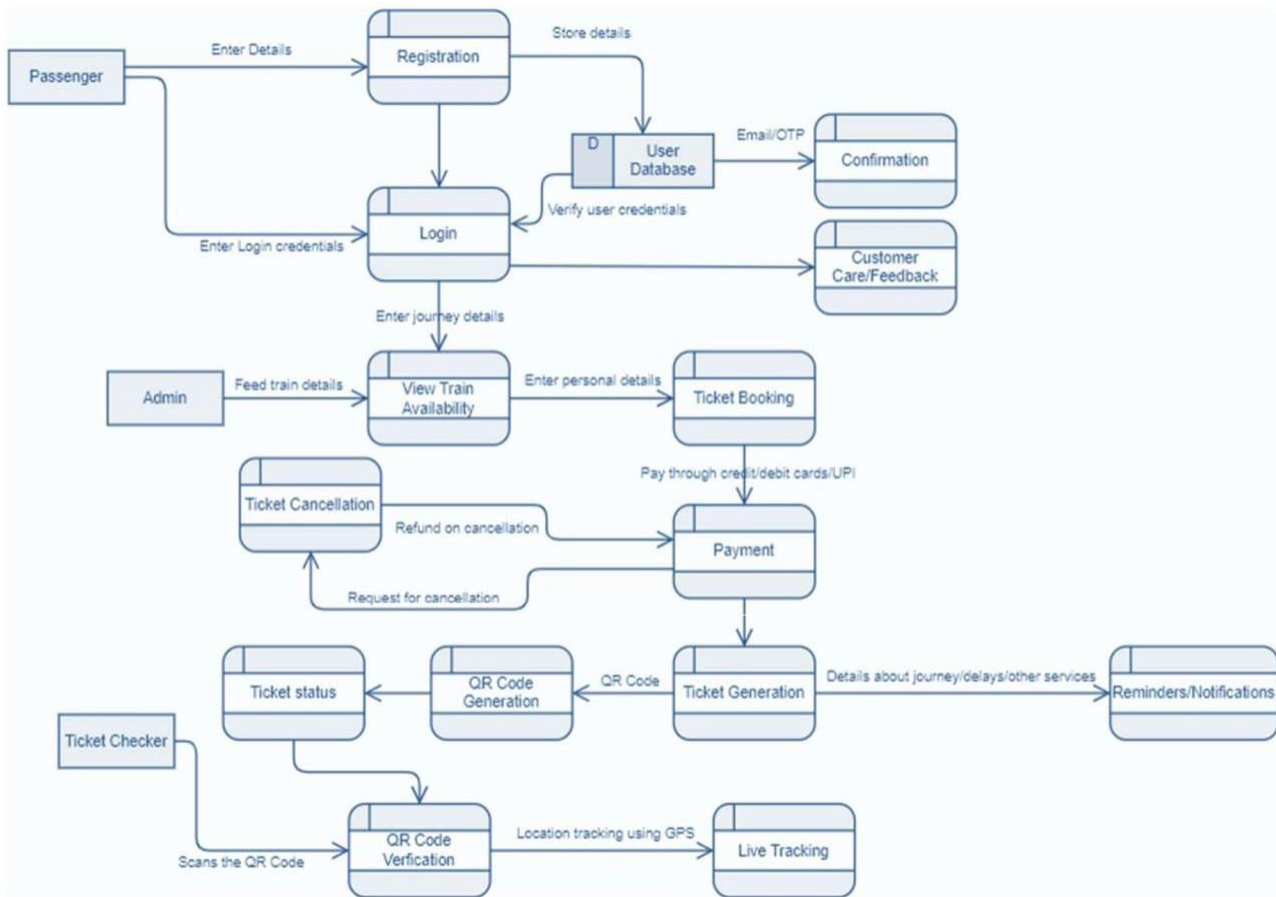 Enter Details
Store details
Registration
Passenger
D
User
Database
Email/OTP
Confirmation
Verify user credentials
Login
Enter Login credentials
Customer
Care/Feedback
Enter journey details
Admin
Feed train details
View Train
Availability
Enter personal details
Ticket Booking
Pay through credit/debit cards/UPI
Ticket Cancellation
Refund on cancellation
Payment
Request for cancellation
Ticket status
QR Code
Generation
QR Code
Ticket Generation
Details about journey/delays/other services
Reminders/Notifications
Ticket Checker
Scans the QR Code
QR Code
Verfication
Location tracking using GPS
Live Tracking